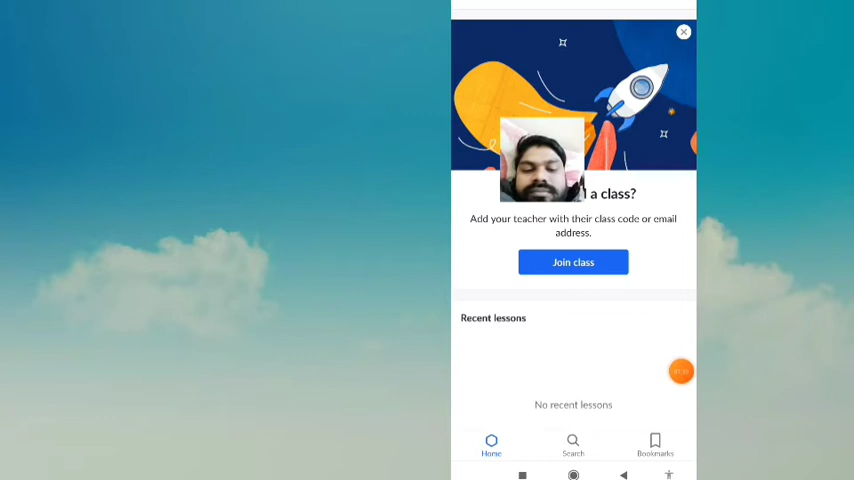 a class?
Add your teacher with their class code or email
address.
Join class
Recent lessons
No recent lessons
Home
Search
Bookmarks